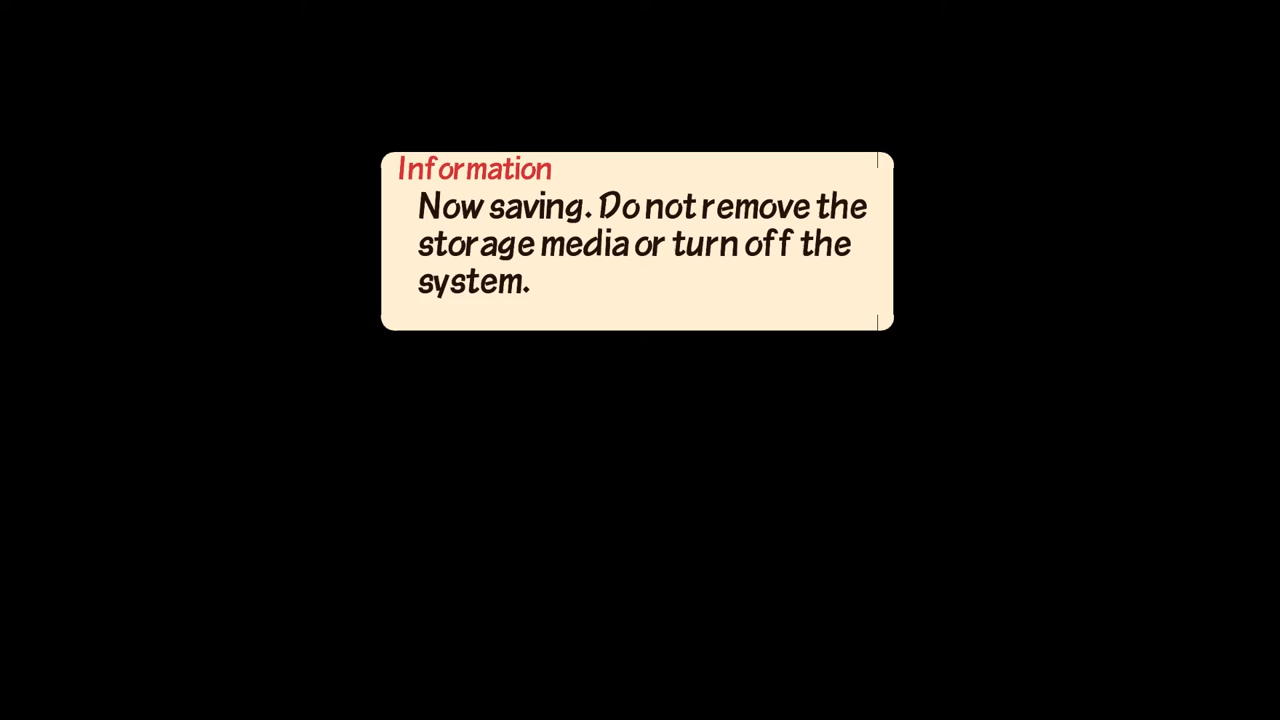 Information
Now saving. Do not remove the
storage media or turn off the
system.